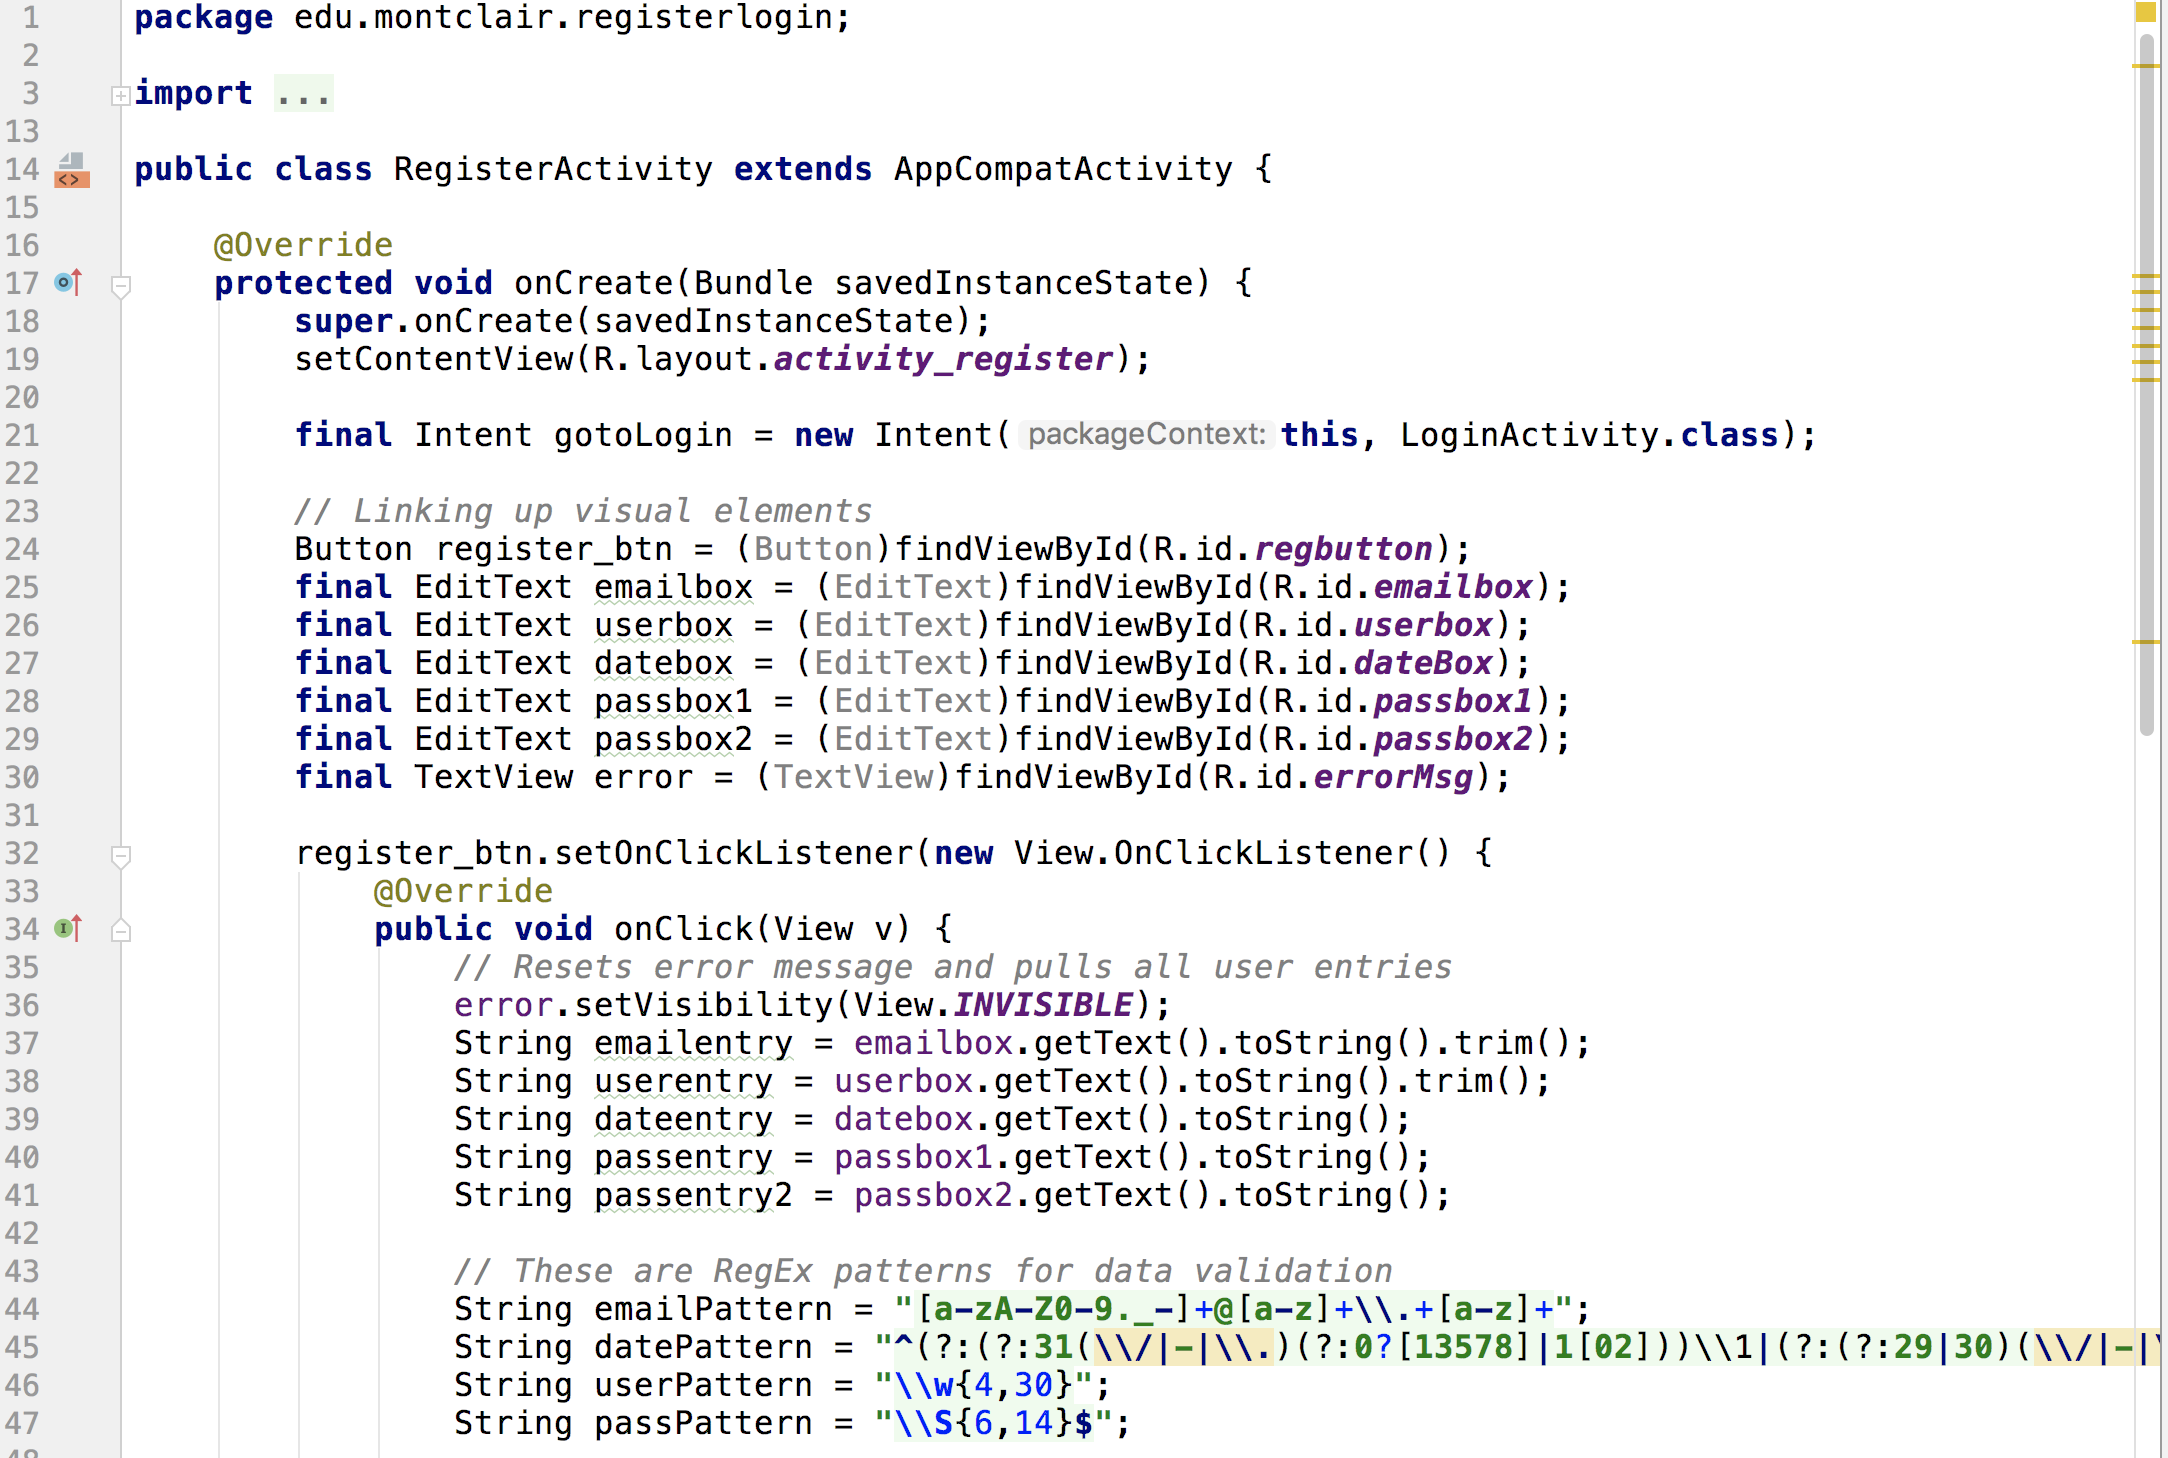 1 package edu.montclair.registerlogin;
2
3 import ...
13
14 public class RegisterActivity extends AppCompatActivity {
15
16 @Override
17 protected void onCreate(Bundle savedInstanceState) {
18 super.onCreate(savedInstanceState);
19 setContentView(R.layout.activity_register);
20
21 final Intent gotoLogin = new Intent( packageContext: this, LoginActivity.class);
22
23 // Linking up visual elements
24 Button register_btn = (Button)findViewById(R.id.regbutton);
25 final EditText emailbox = (EditText)findViewById(R.id.emailbox);
26 final EditText userbox = (EditText)findViewById(R.id.userbox);
27 final EditText datebox = (EditText)findViewById(R.id.dateBox);
28 final EditText passbox1 = (EditText)findViewById(R.id.passbox1);
29 final EditText passbox2 = (EditText)findViewById(R.id.passbox2);
30 final TextView error = (TextView)findViewById(R.id.errorMsg);
31
32 register_btn.setOnClickListener(new View.OnClickListener() {
33 @Override
34 public void onClick(View v) {
35 // Resets error message and pulls all user entries
36 error.setVisibility(View.INVISIBLE);
37 String emailentry = emailbox.getText().toString().trim();
38 String userentry = userbox.getText().toString().trim();
39 String dateentry = datebox.getText().toString();
40 String passentry = passbox1.getText().toString();
41 String passentry2 = passbox2.getText().toString();
42
43 // These are RegEx patterns for data validation
44 String emailPattern = "[a-zA-Z0-9._-]+@[a-z]+\\.+[a-z]+";
45 String datePattern = "^(?:(?:31(\\/|-|\\.)(?:0?[13578]|1[02]))\\1|(?:(?:29|30)(\\/|-|\
46 String userPattern = "\\w{4,30}";
47 String passPattern = "\\S{6,14}$";
48